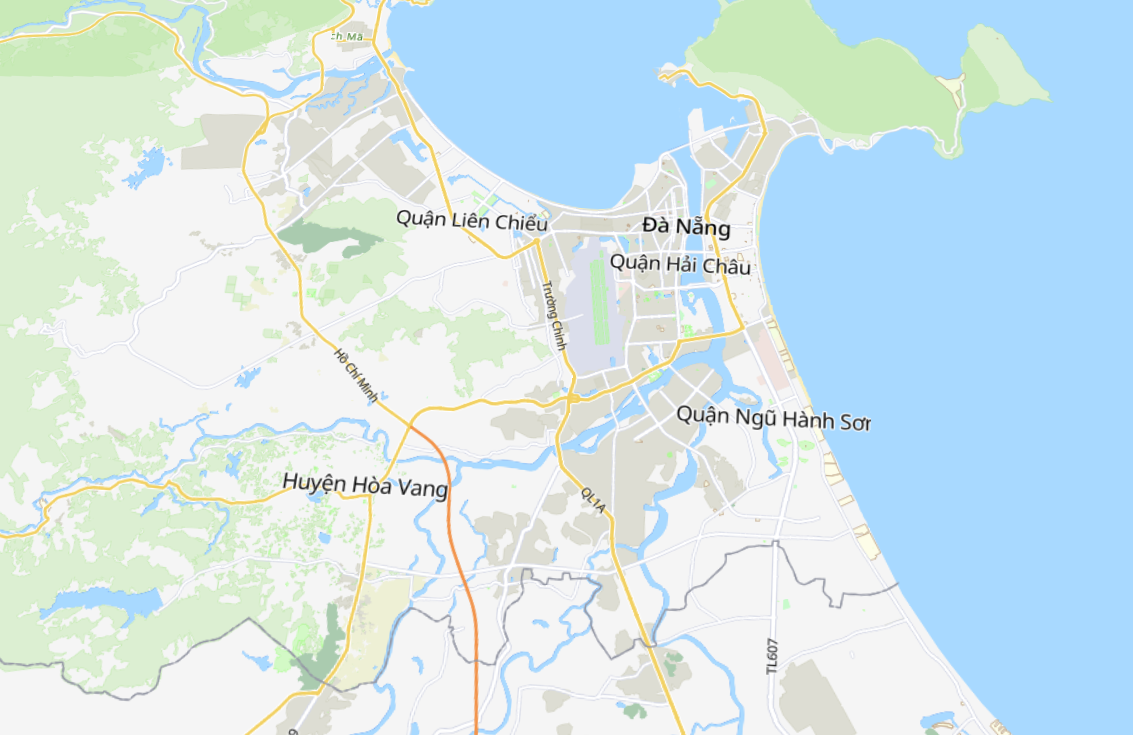 Quận Liên Chiểu
Đà Nẵng
Quận Hải Châu
Trường Chinh
Hồ Chí Minh
Quận Ngũ Hành Sơn
Huyện Hòa Vang
QL1A
TL607